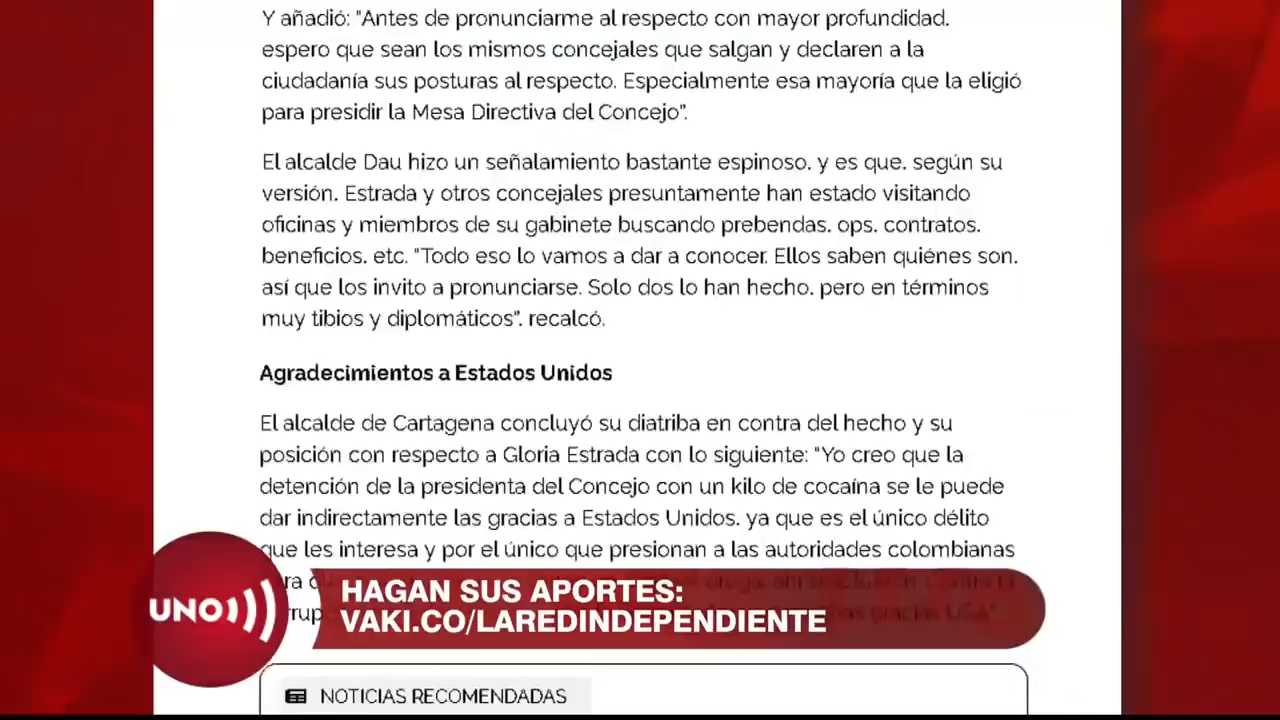 Y añadió: "Antes de pronunciarme al respecto con mayor profundidad,
espero que sean los mismos concejales que salgan y declaren a la
ciudadanía sus posturas al respecto. Especialmente esa mayoría que la eligió
para presidir la Mesa Directiva del Concejo".
El alcalde Dau hizo un señalamiento bastante espinoso, y es que, según su
versión, Estrada y otros concejales presuntamente han estado visitando
oficinas y miembros de su gabinete buscando prebendas, ops, contratos,
beneficios, etc. "Todo eso lo vamos a dar a conocer. Ellos saben quiénes son,
así que los invito a pronunciarse. Solo dos lo han hecho, pero en términos
muy tibios y diplomáticos", recalcó.
Agradecimientos a Estados Unidos
El alcalde de Cartagena concluyó su diatriba en contra del hecho y su
posición con respecto a Gloria Estrada con lo siguiente: "Yo creo que la
detención de la presidenta del Concejo con un kilo de cocaína se le puede
dar indirectamente las gracias a Estados Unidos, ya que es el único délito
que les interesa y por el único que presionan a las autoridades colombianas
gracias USA"
UNO
HAGAN SUS APORTES:
VAKI.CO/LAREDINDEPENDIENTE
NOTICIAS RECOMENDADAS